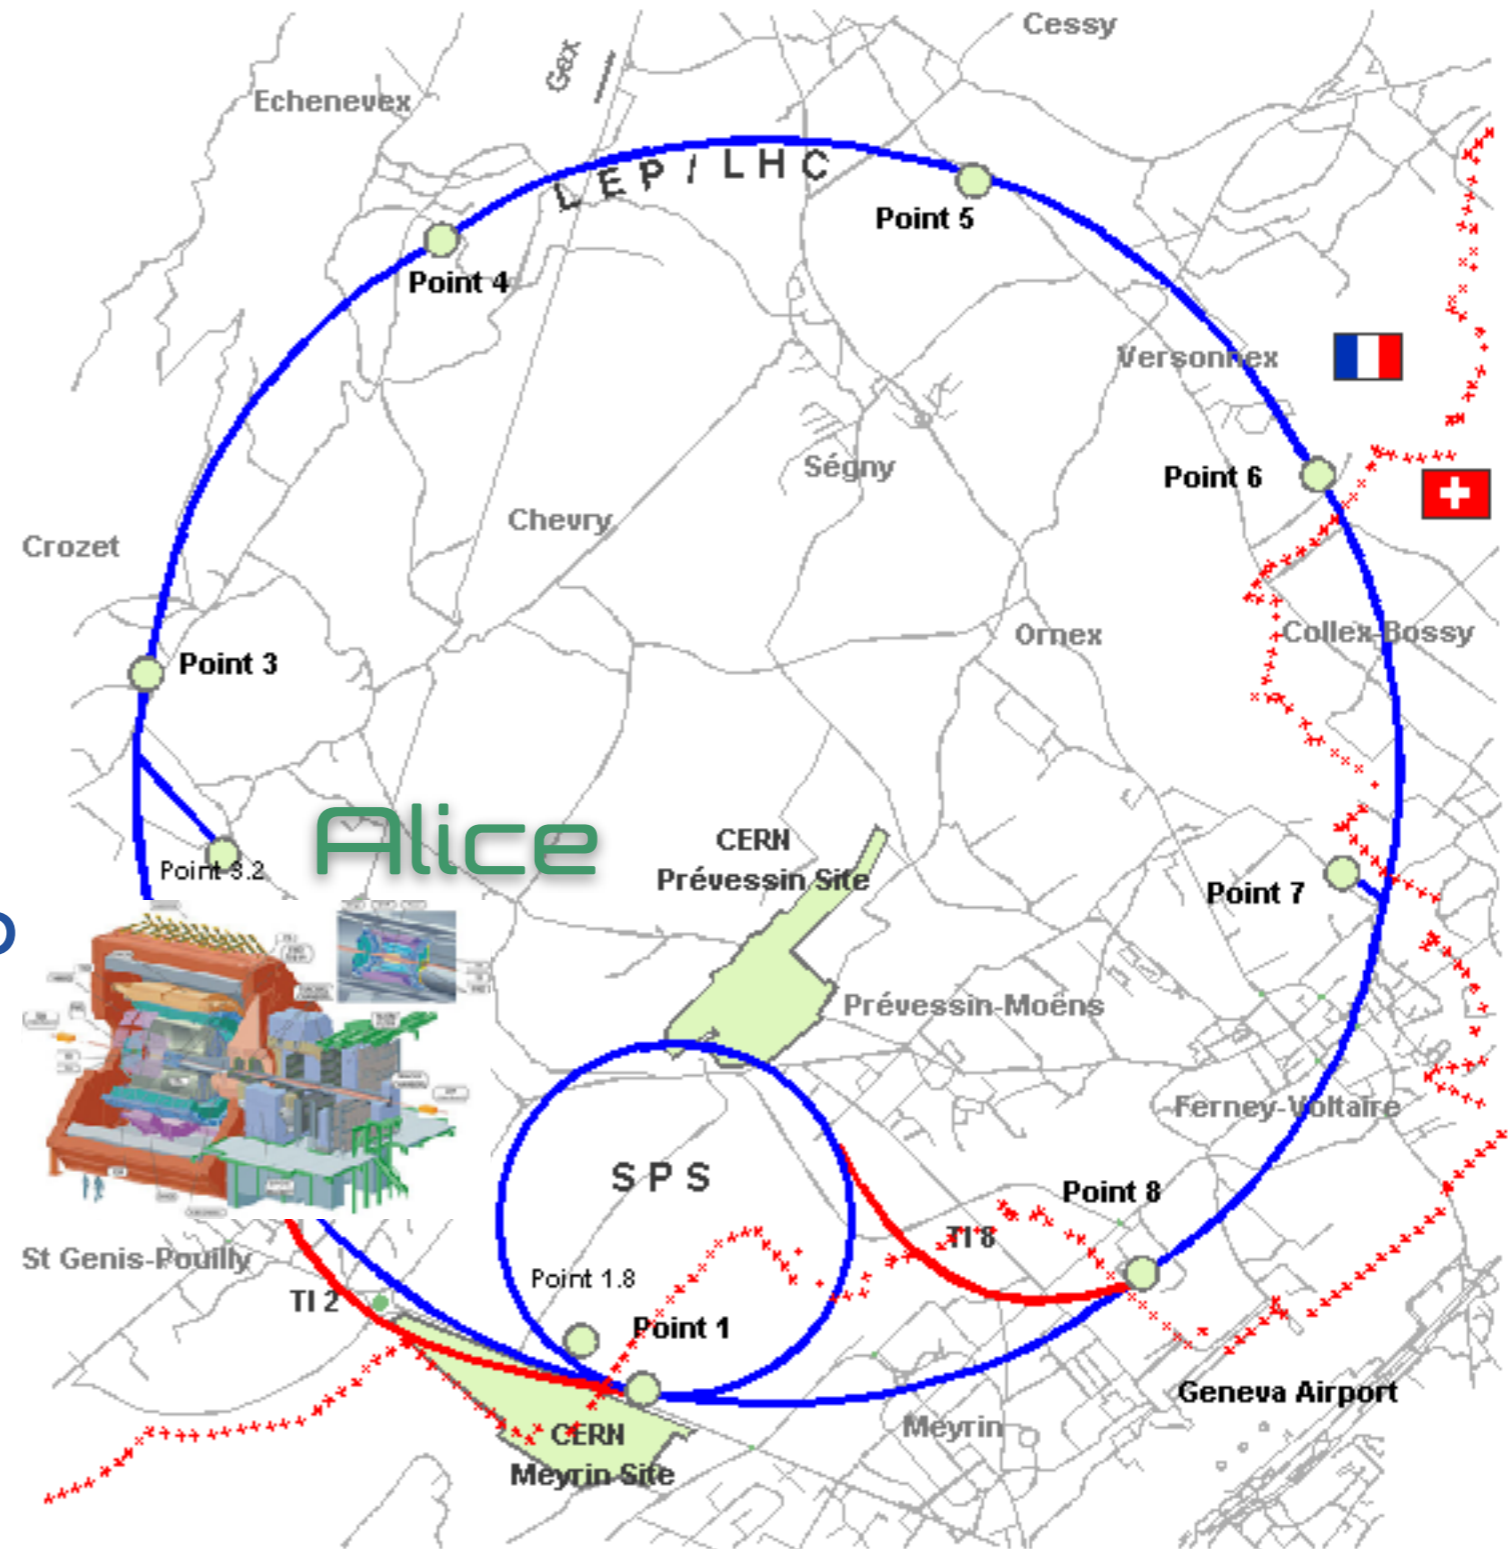 Cessy
Gex
Echenevex
LEP / LHC
Point 5
Point 4
Versonnex
Ségny
Point 6
Chevry
Crozet
Ornex
Collex-Bossy
Point 3
Alice
CERN
Prévessin Site
Point 3.2
Point 7
Prévessin-Moëns
Ferney-Voltaire
SPS
Point 8
TI 8
St Genis-Pouilly
Point 1.8
TI 2
Point 1
Geneva Airport
Meyrin
CERN
Meyrin Site